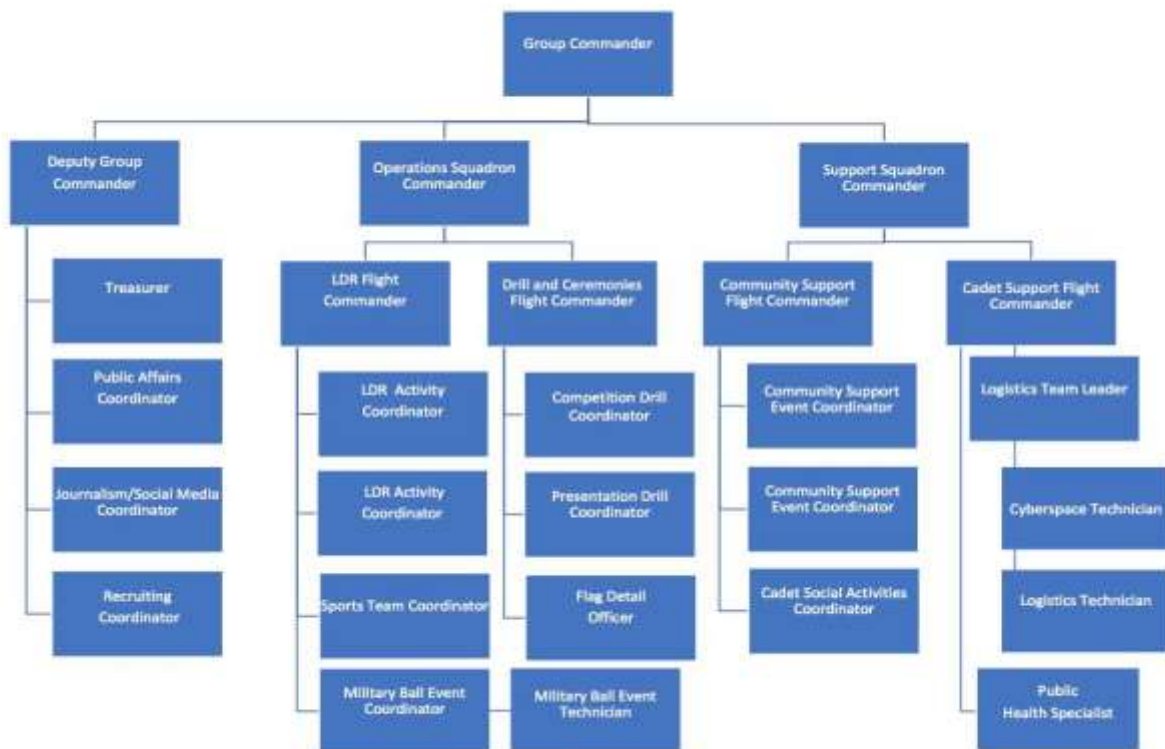 Group Commander
Deputy Group
Commander
Operations Squadron
Commander
Support Squadron
Commander
Treasurer
Public Affairs
Coordinator
Journalism/Social Media
Coordinator
Recruiting
Coordinator
LDR Flight
Commander
LDR Activity
Coordinator
LDR Activity
Coordinator
Sports Team Coordinator
Military Ball Event
Coordinator
Military Ball Event
Technician
Drill and Ceremonies
Flight Commander
Competition Drill
Coordinator
Presentation Drill
Coordinator
Flag Detail
Officer
Community Support
Flight Commander
Community Support
Event Coordinator
Community Support
Event Coordinator
Cadet Social Activities
Coordinator
Cadet Support Flight
Commander
Logistics Team Leader
Cyberspace Technician
Logistics Technician
Public
Health Specialist